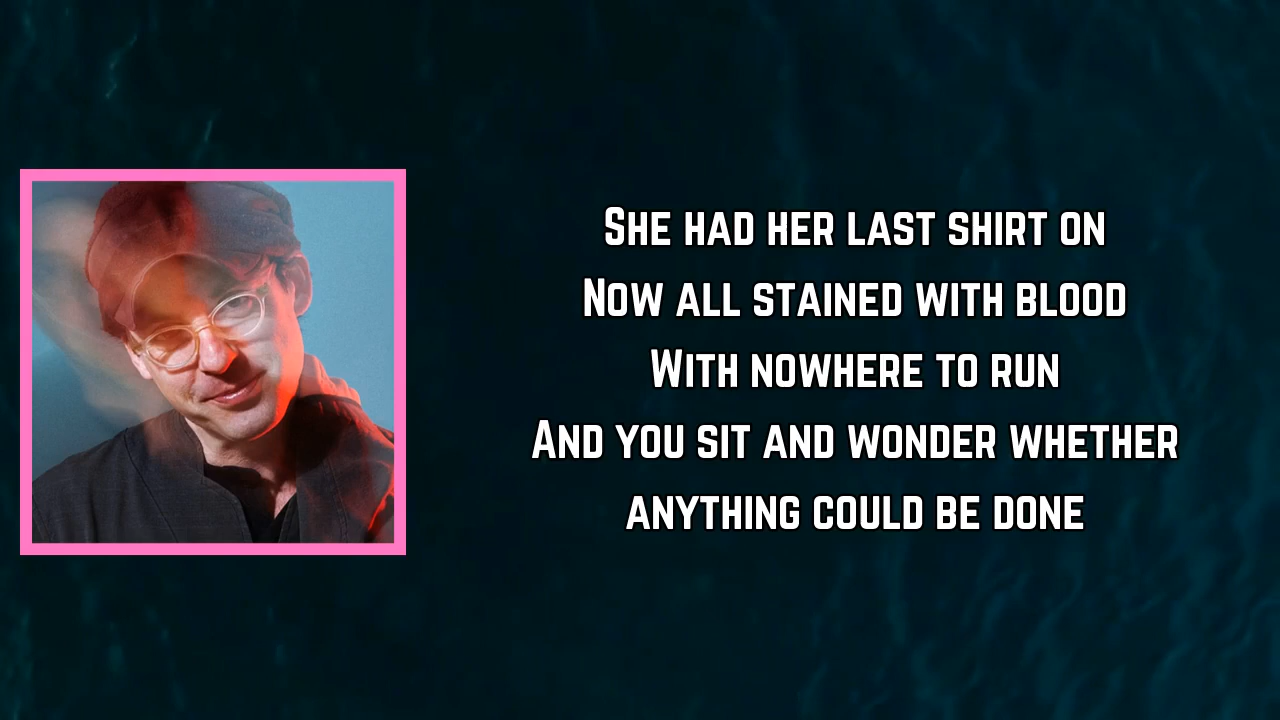 She had her last shirt on
Now all stained with blood
With nowhere to run
And you sit and wonder whether
anything could be done